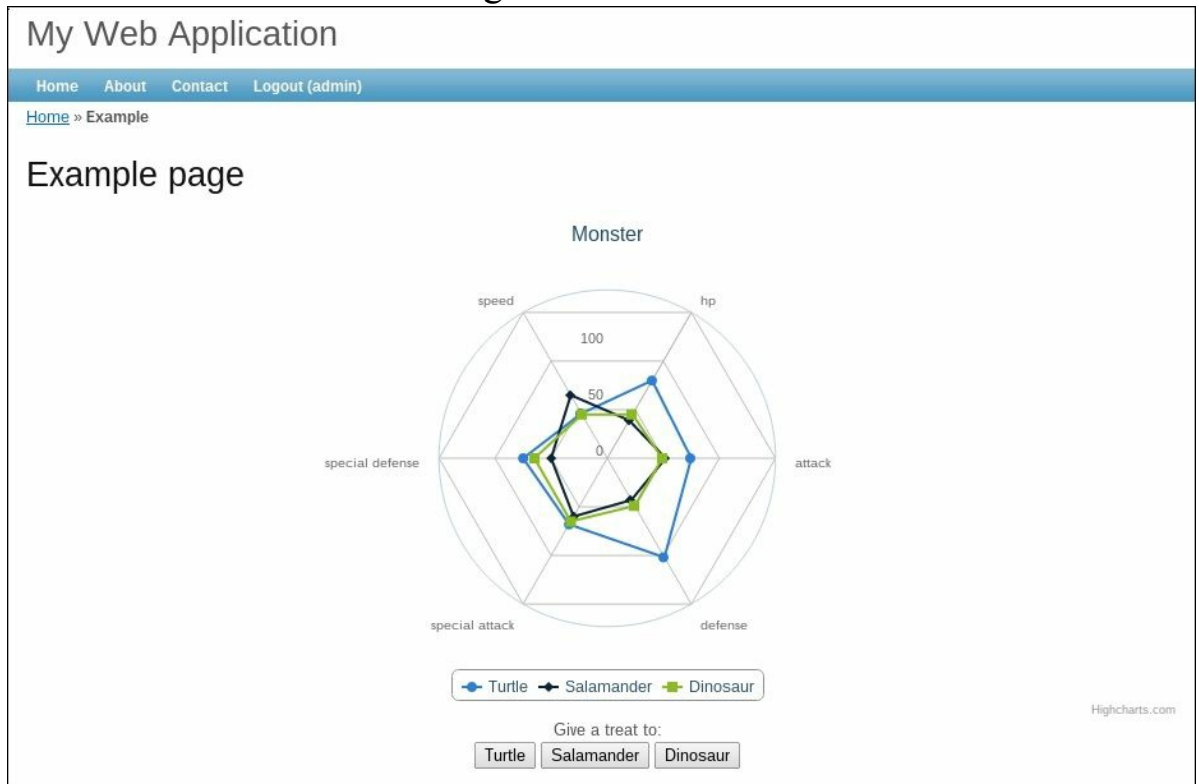 My Web Application
Home About Contact Logout (admin)
Home » Example
Example page
Monster
speed hp
100
50
0
special defense attack
special attack defense
Turtle Salamander Dinosaur
Highcharts.com
Give a treat to:
Turtle Salamander Dinosaur